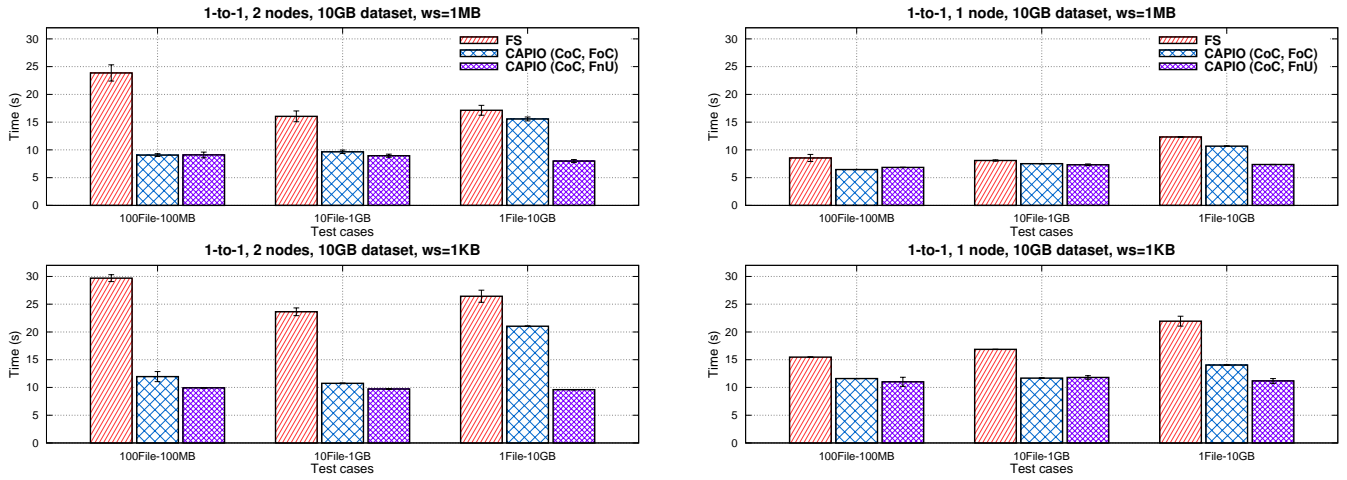 1-to-1, 2 nodes, 10GB dataset, ws=1MB
30
25
20
15
10
5
0
Time (s)
FS
CAPIO (CoC, FoC)
CAPIO (CoC, FnU)
100File-100MB 10File-1GB 1File-10GB
Test cases
1-to-1, 1 node, 10GB dataset, ws=1MB
30
25
20
15
10
5
0
Time (s)
FS
CAPIO (CoC, FoC)
CAPIO (CoC, FnU)
100File-100MB 10File-1GB 1File-10GB
Test cases
1-to-1, 2 nodes, 10GB dataset, ws=1KB
30
25
20
15
10
5
0
Time (s)
100File-100MB 10File-1GB 1File-10GB
Test cases
1-to-1, 1 node, 10GB dataset, ws=1KB
30
25
20
15
10
5
0
Time (s)
100File-100MB 10File-1GB 1File-10GB
Test cases